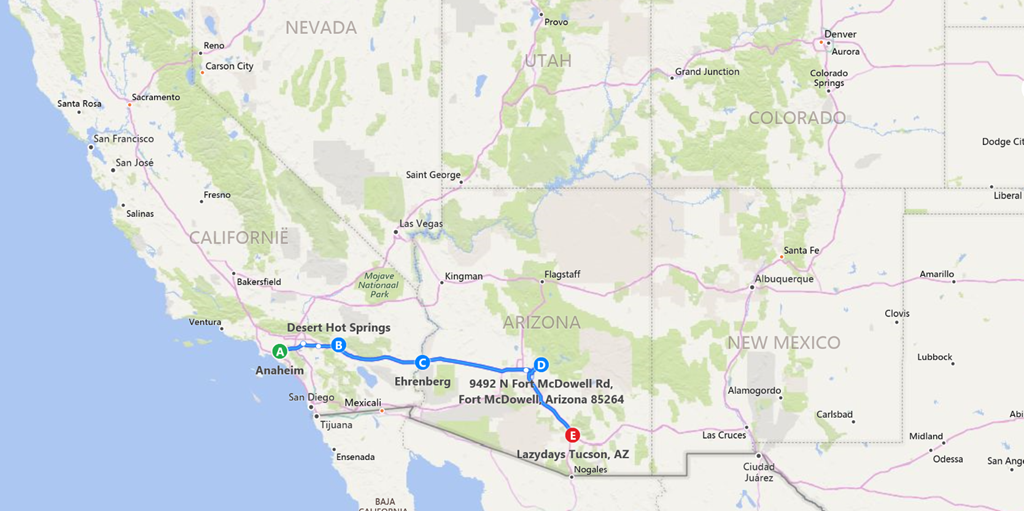 Provo
NEVADA
Denver
Aurora
Reno
Carson City
UTAH
Grand Junction
Colorado
Springs
Santa Rosa
Sacramento
COLORADO
San Francisco
Dodge Cit
San José
Saint George
Liberal
Fresno
Salinas
Las Vegas
CALIFORNIË
Santa Fe
Mojave
Nationaal
Park
Kingman
Flagstaff
Albuquerque
Amarillo
Bakersfield
Clovis
Ventura
Desert Hot Springs
ARIZONA
NEW MEXICO
A
B
C
D
Lubbock
Anaheim
Ehrenberg
9492 N Fort McDowell Rd,
Fort McDowell, Arizona 85264
Alamogordo
San Diego
Mexicali
Carlsbad
Tijuana
E
Las Cruces
Abi
Midland
Lazydays Tucson, AZ
Odessa
Ensenada
Nogales
Ciudad
Juárez
San Ange
BAJA
CALIFORNIA